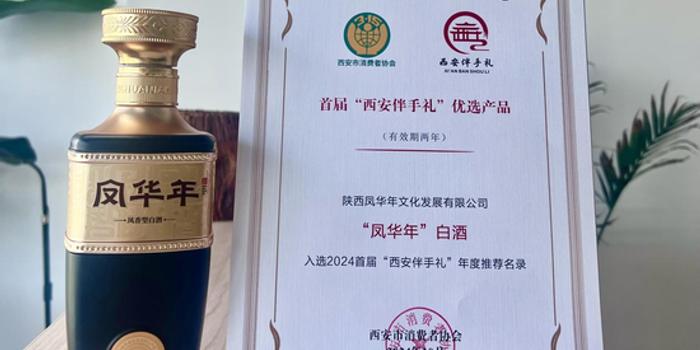 凤华年
凤香型白酒
315
西安市消费者协会
西安伴手礼
XI'AN BAN SHOU LI
首届“西安伴手礼”优选产品
(有效期两年)
陕西凤华年文化发展有限公司
“凤华年”白酒
入选2024首届“西安伴手礼”年度推荐名录
西安市消费者协会